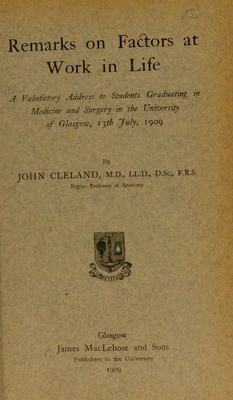 Remarks on Factors at
Work in Life
A Valedictory Address to Students Graduating in
Medicine and Surgery in the University
of Glasgow, 13th July, 1909
By
JOHN CLELAND, M.D., LL.D., D.Sc., F.R.S.
Regius Professor of Anatomy
Glasgow
James MacLehose and Sons
Publishers to the University
1909